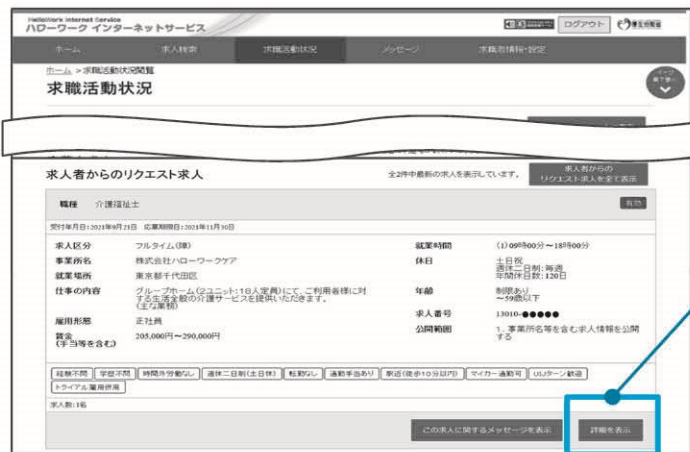 HelloWork Internet Service
ハローワーク インターネットサービス
ログアウト
厚生労働省
ホーム
求人検索
求職活動状況
メッセージ
求職者情報・設定
ホーム > 求職活動状況閲覧
求職活動状況
求人者からのリクエスト求人
全2件中最新の求人を表示しています。
求人者からの
リクエスト求人を全て表示
職種 介護福祉士
有効
受付年月日:2021年9月21日 応募期限日:2021年11月30日
求人区分 フルタイム(障)
事業所名 株式会社ハローワークケア
就業場所 東京都千代田区
仕事の内容 グループホーム(2ユニット:18人定員)にて、ご利用者様に対
する生活全般の介護サービスを提供いただきます。
(主な業務)
雇用形態 正社員
賃金 205,000円~290,000円
(手当等を含む)
就業時間 (1)09時00分~18時00分
休日 土日祝
週休二日制:毎週
年間休日数:120日
年齢 制限あり
~59歳以下
求人番号 13010-●●●●●
公開範囲 1.事業所名等を含む求人情報を公開
する
経験不問 学歴不問 時間外労働なし 週休二日制(土日休) 転勤なし 通勤手当あり 駅近(徒歩10分以内) マイカー通勤可 UIJターン歓迎
トライアル雇用併用
求人数:1名
この求人に関するメッセージを表示
詳細を表示